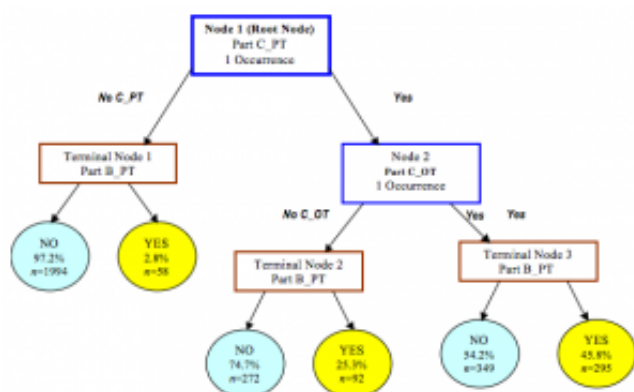 Node 1 (Root Node)
Part C_PT
1 Occurrence
No C_PT
Yes
Terminal Node 1
Part B_PT
Node 2
Part C_OT
1 Occurrence
NO
97.2%
n=1994
YES
2.8%
n=58
No C_OT
Yes
Yes
Terminal Node 2
Part B_PT
Terminal Node 3
Part B_PT
NO
74.7%
n=272
YES
25.3%
n=92
NO
54.2%
n=349
YES
45.8%
n=295